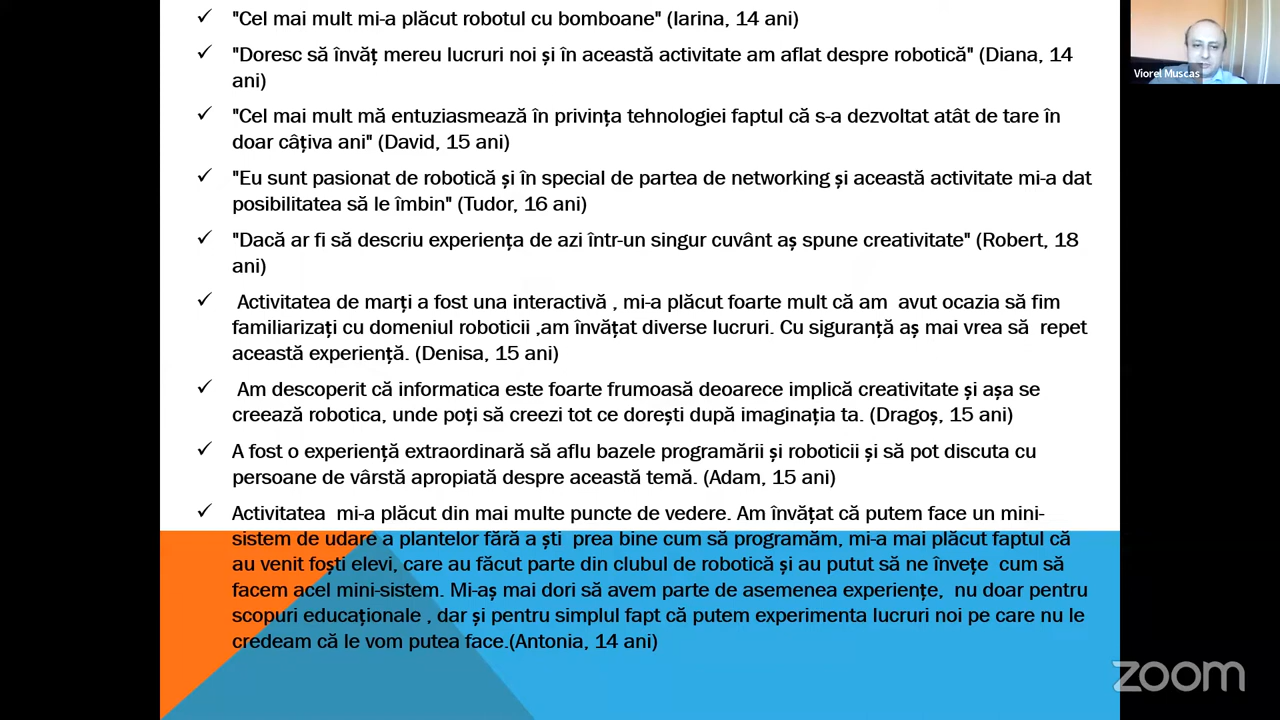 "Cel mai mult mi-a plăcut robotul cu bomboane" (Iarina, 14 ani)
"Doresc să învăț mereu lucruri noi și în această activitate am aflat despre robotică" (Diana, 14
ani)
"Cel mai mult mă entuziasmează în privința tehnologiei faptul că s-a dezvoltat atât de tare în
doar câțiva ani" (David, 15 ani)
"Eu sunt pasionat de robotică și în special de partea de networking și această activitate mi-a dat
posibilitatea să le îmbin" (Tudor, 16 ani)
"Dacă ar fi să descriu experiența de azi într-un singur cuvânt aș spune creativitate" (Robert, 18
ani)
Activitatea de marți a fost una interactivă , mi-a plăcut foarte mult că am avut ocazia să fim
familiarizați cu domeniul roboticii ,am învățat diverse lucruri. Cu siguranță aș mai vrea să repet
această experiență. (Denisa, 15 ani)
Am descoperit că informatica este foarte frumoasă deoarece implică creativitate și așa se
creează robotica, unde poți să creezi tot ce dorești după imaginația ta. (Dragoș, 15 ani)
A fost o experiență extraordinară să aflu bazele programării și roboticii și să pot discuta cu
persoane de vârstă apropiată despre această temă. (Adam, 15 ani)
Activitatea mi-a plăcut din mai multe puncte de vedere. Am învățat că putem face un mini-
sistem de udare a plantelor fără a ști prea bine cum să programăm, mi-a mai plăcut faptul că
au venit foști elevi, care au făcut parte din clubul de robotică și au putut să ne învețe cum să
facem acel mini-sistem. Mi-aș mai dori să avem parte de asemenea experiențe, nu doar pentru
scopuri educaționale , dar și pentru simplul fapt că putem experimenta lucruri noi pe care nu le
credeam că le vom putea face.(Antonia, 14 ani)
Viorel Muscas
zoom